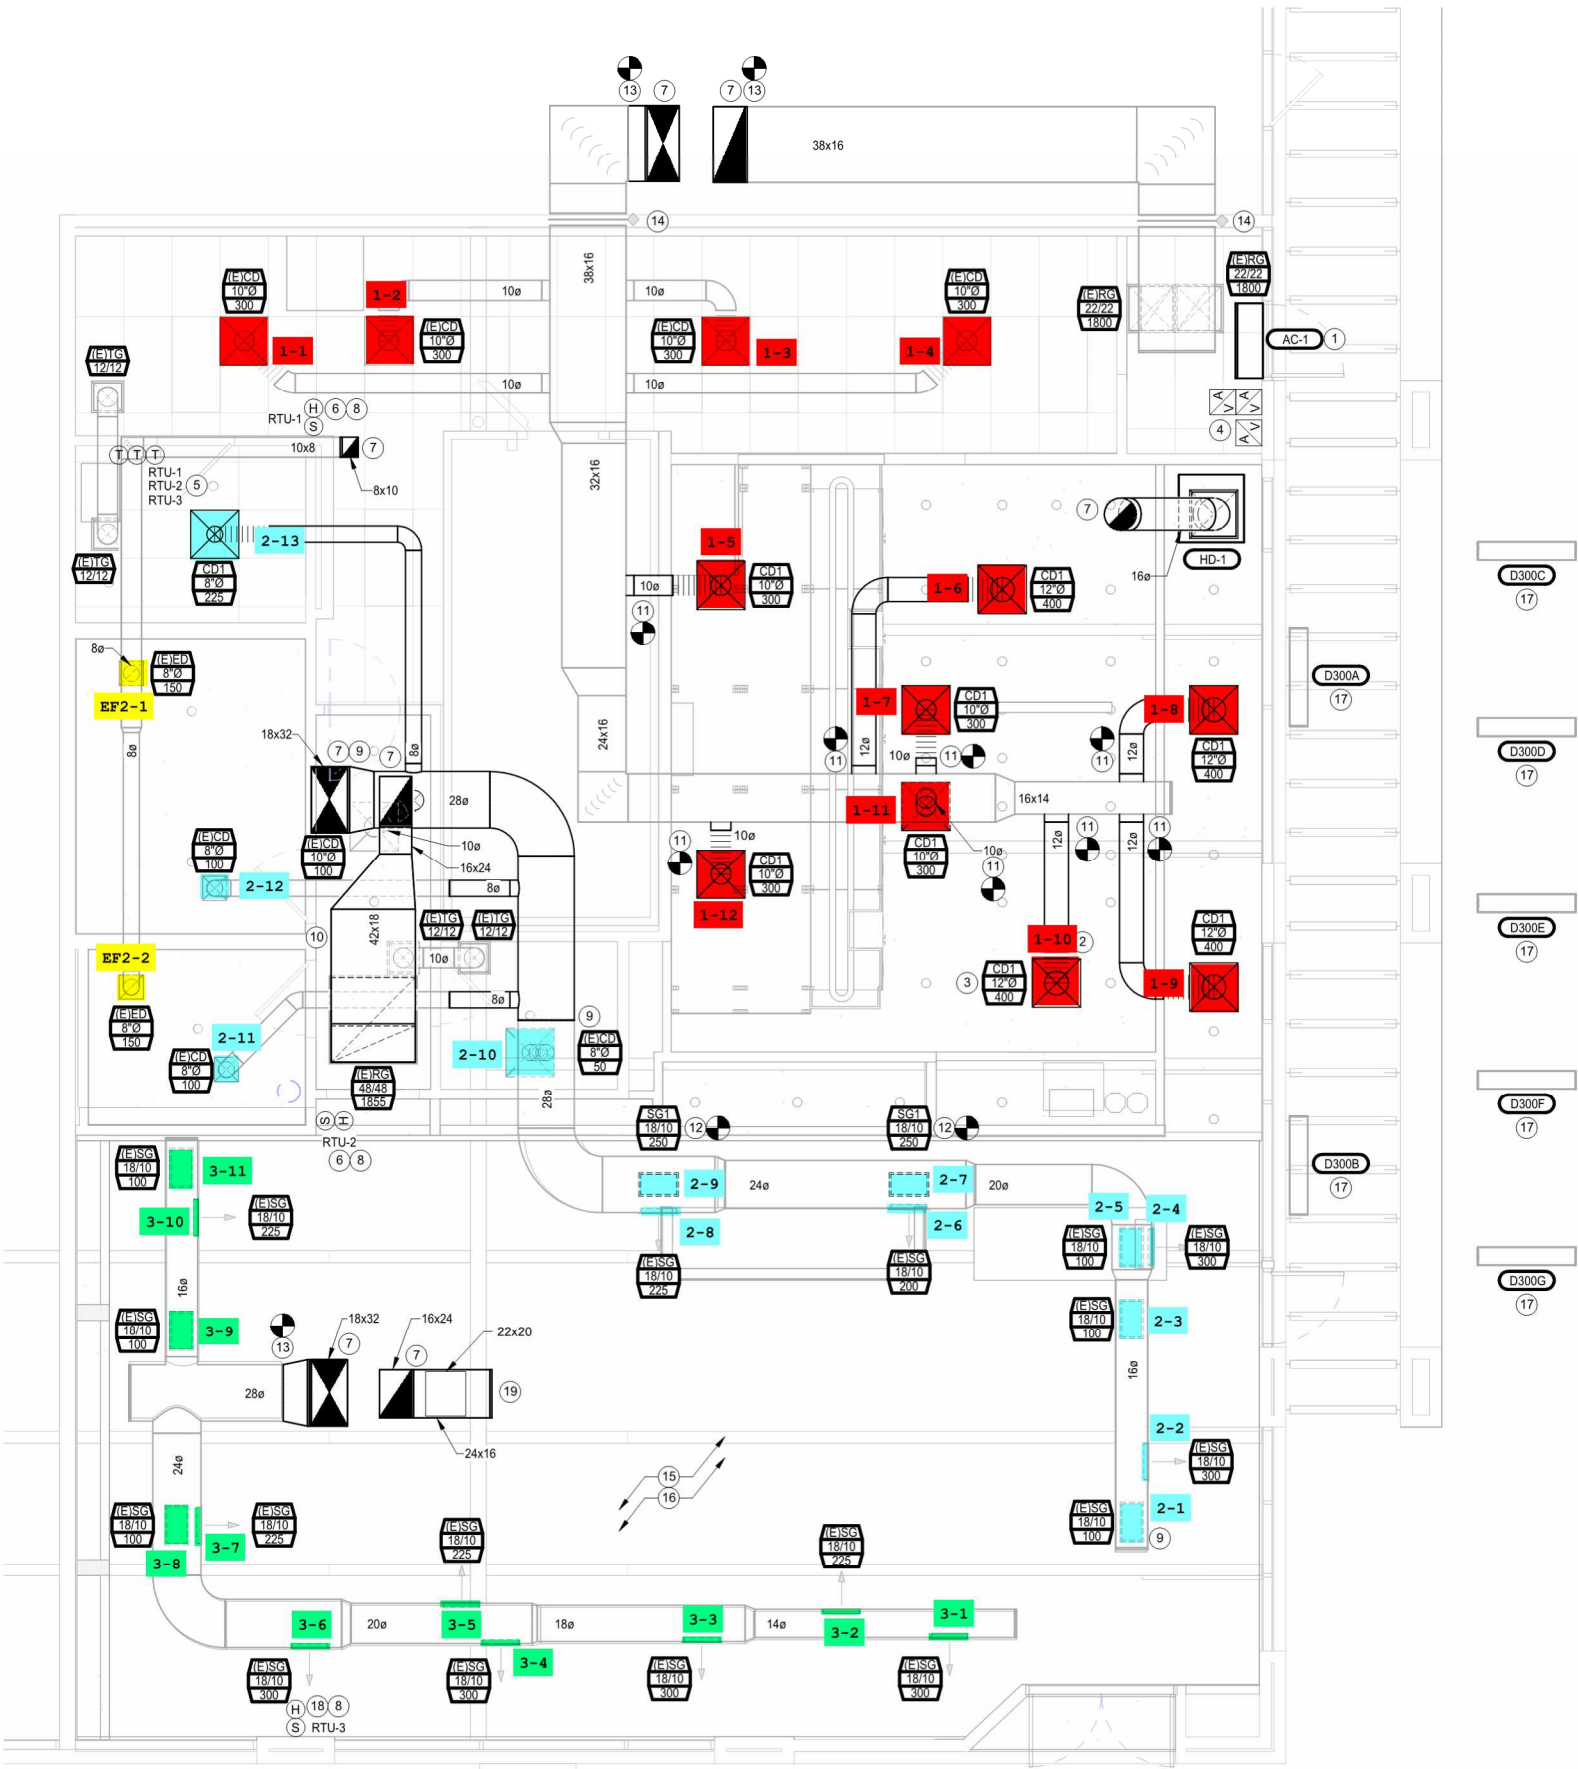 13
7
7
13
38x16
14
14
(E)CD
10"Ø
300
1-2
10ø
10ø
38x16
(E)CD
10"Ø
300
(E)RG
22/22
1800
(E)RG
22/22
1800
1-1
(E)CD
10"Ø
300
(E)CD
10"Ø
300
1-3
1-4
AC-1
1
(E)TG
12/12
10ø
10ø
RTU-1
H
6
8
S
A
V
A
V
4
A
V
10x8
7
8x10
T
T
T
RTU-1
RTU-2
RTU-3
5
32x16
7
16ø
HD-1
2-13
(E)TG
12/12
CD1
8"Ø
225
1-5
10ø
11
CD1
10"Ø
300
1-6
CD1
12"Ø
400
D300C
17
8ø
(E)ED
8"Ø
150
EF2-1
8ø
18x32
7
9
7
8ø
24x16
1-7
CD1
10"Ø
300
1-8
CD1
12"Ø
400
11
12ø
10ø
11
11
12ø
D300A
17
D300D
17
28ø
1-11
16x14
10ø
16x24
(E)CD
8"Ø
100
(E)CD
10"Ø
100
2-12
8ø
11
10ø
CD1
10"Ø
300
1-12
CD1
10"Ø
300
10ø
11
12ø
11
12ø
11
10
42x18
(E)TG
12/12
(E)TG
12/12
10ø
1-10
2
3
CD1
12"Ø
400
CD1
12"Ø
400
1-9
D300E
17
EF2-2
(E)ED
8"Ø
150
2-11
(E)CD
8"Ø
100
8ø
9
2-10
(E)CD
8"Ø
50
28ø
(E)RG
48/48
1855
S
H
RTU-2
6
8
SG1
18/10
250
12
SG1
18/10
250
12
D300F
17
D300B
17
(E)SG
18/10
100
3-11
3-10
(E)SG
18/10
225
2-9
24ø
2-7
20ø
2-8
2-6
2-5
2-4
(E)SG
18/10
225
(E)SG
18/10
200
(E)SG
18/10
100
(E)SG
18/10
300
D300G
17
16ø
(E)SG
18/10
100
3-9
13
18x32
7
16x24
7
22x20
(E)SG
18/10
100
2-3
16ø
28ø
19
24x16
24ø
15
16
2-2
(E)SG
18/10
300
(E)SG
18/10
100
3-8
3-7
(E)SG
18/10
225
(E)SG
18/10
225
(E)SG
18/10
225
(E)SG
18/10
100
2-1
9
3-6
20ø
3-5
3-4
18ø
3-3
14ø
3-2
3-1
(E)SG
18/10
300
(E)SG
18/10
300
(E)SG
18/10
300
(E)SG
18/10
300
H
18
8
S
RTU-3